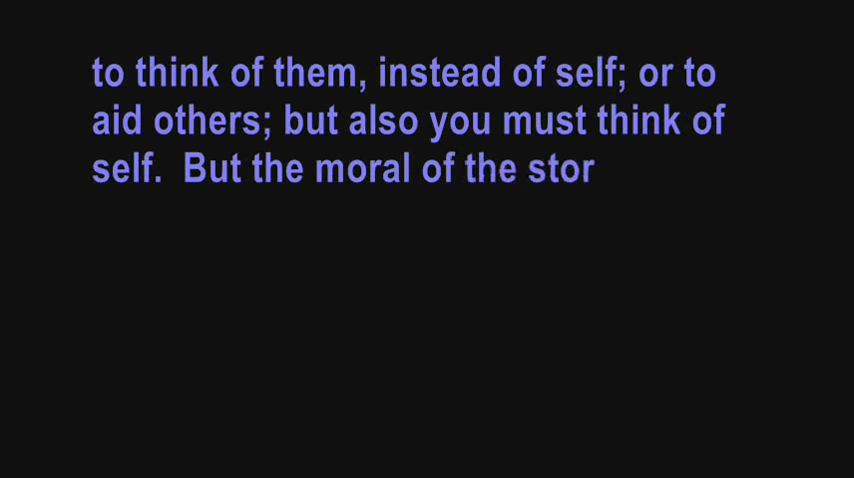 to think of them, instead of self; or to
aid others; but also you must think of
self.  But the moral of the stor